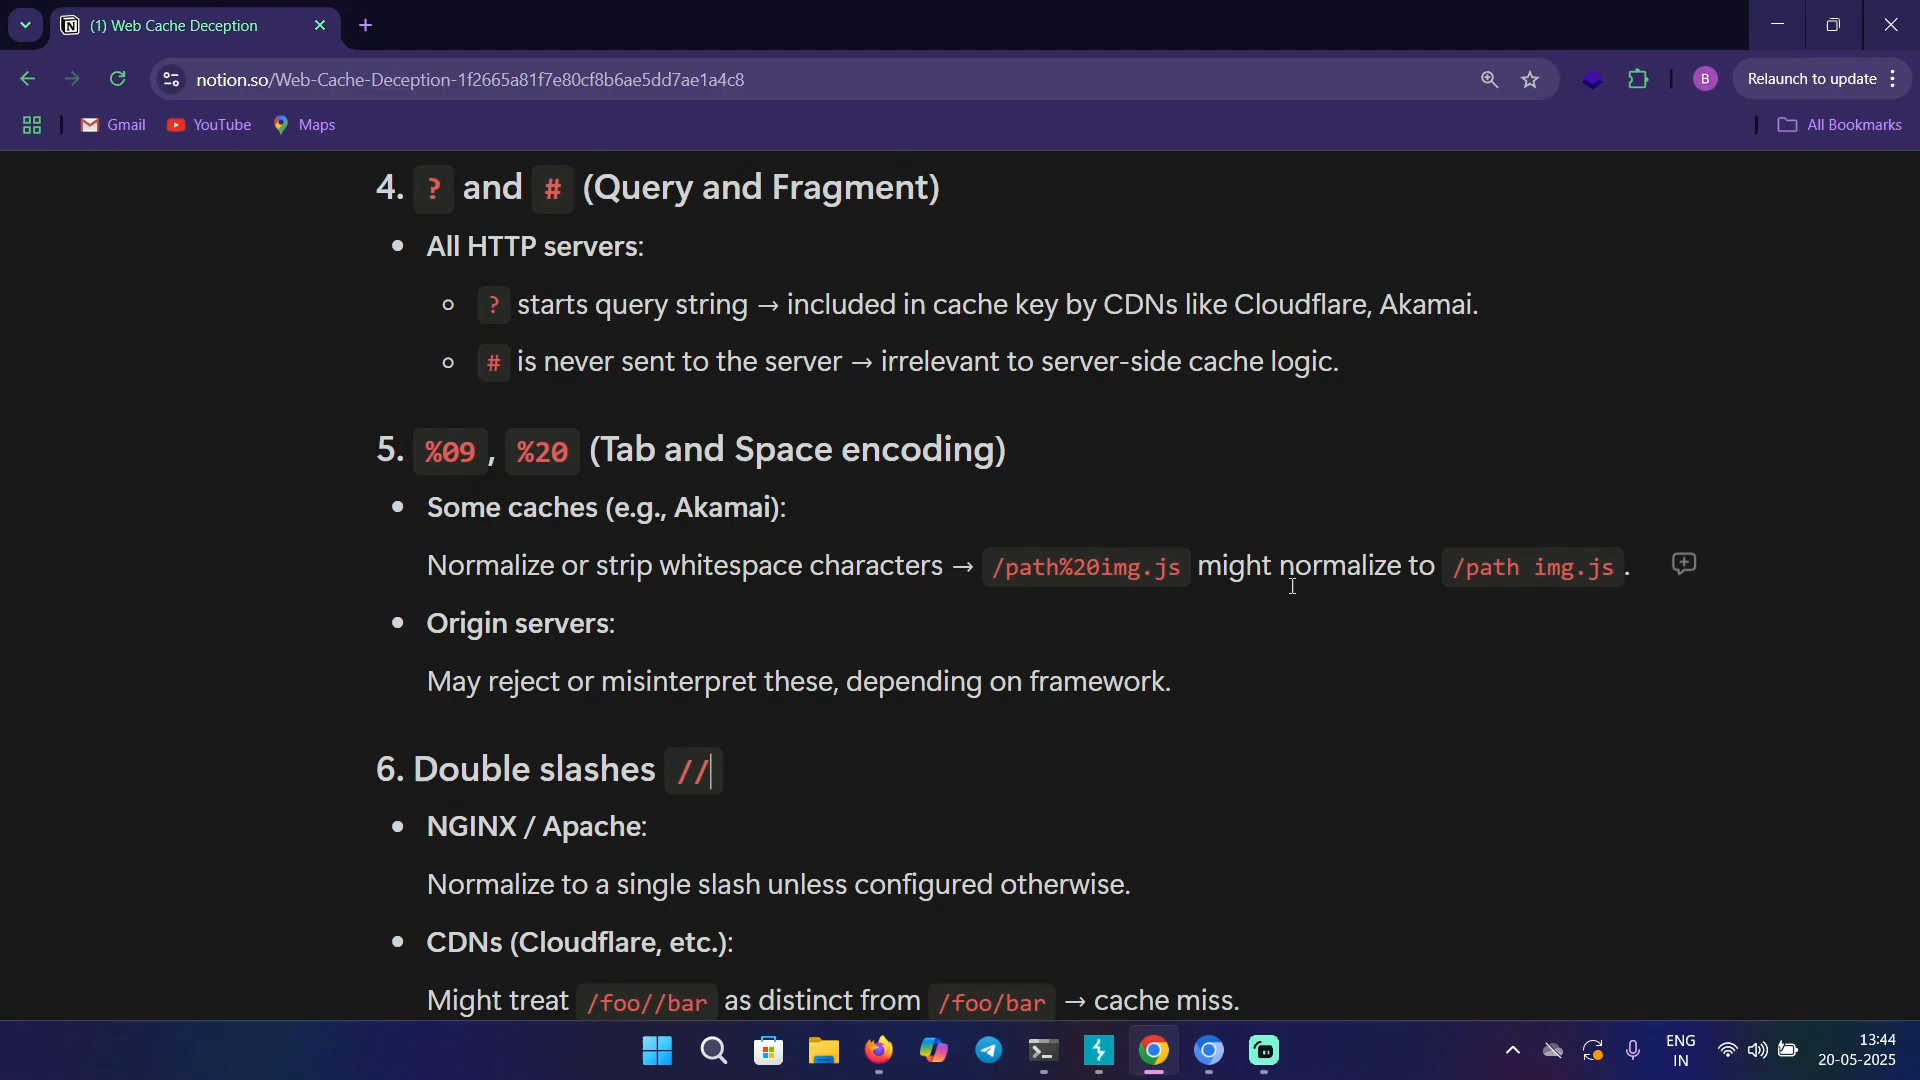 (1) Web Cache Deception
notion.so/Web-Cache-Deception-1f2665a81f7e80cf8b6ae5dd7ae1a4c8
B
Relaunch to update
Gmail
YouTube
Maps
All Bookmarks
4. ? and # (Query and Fragment)
• All HTTP servers:
◦ ? starts query string → included in cache key by CDNs like Cloudflare, Akamai.
◦ # is never sent to the server → irrelevant to server-side cache logic.
5. %09, %20 (Tab and Space encoding)
• Some caches (e.g., Akamai):
Normalize or strip whitespace characters → /path%20img.js might normalize to /path img.js.
• Origin servers:
May reject or misinterpret these, depending on framework.
6. Double slashes //
• NGINX / Apache:
Normalize to a single slash unless configured otherwise.
• CDNs (Cloudflare, etc.):
Might treat /foo//bar as distinct from /foo/bar → cache miss.
ENG
IN
13:44
20-05-2025